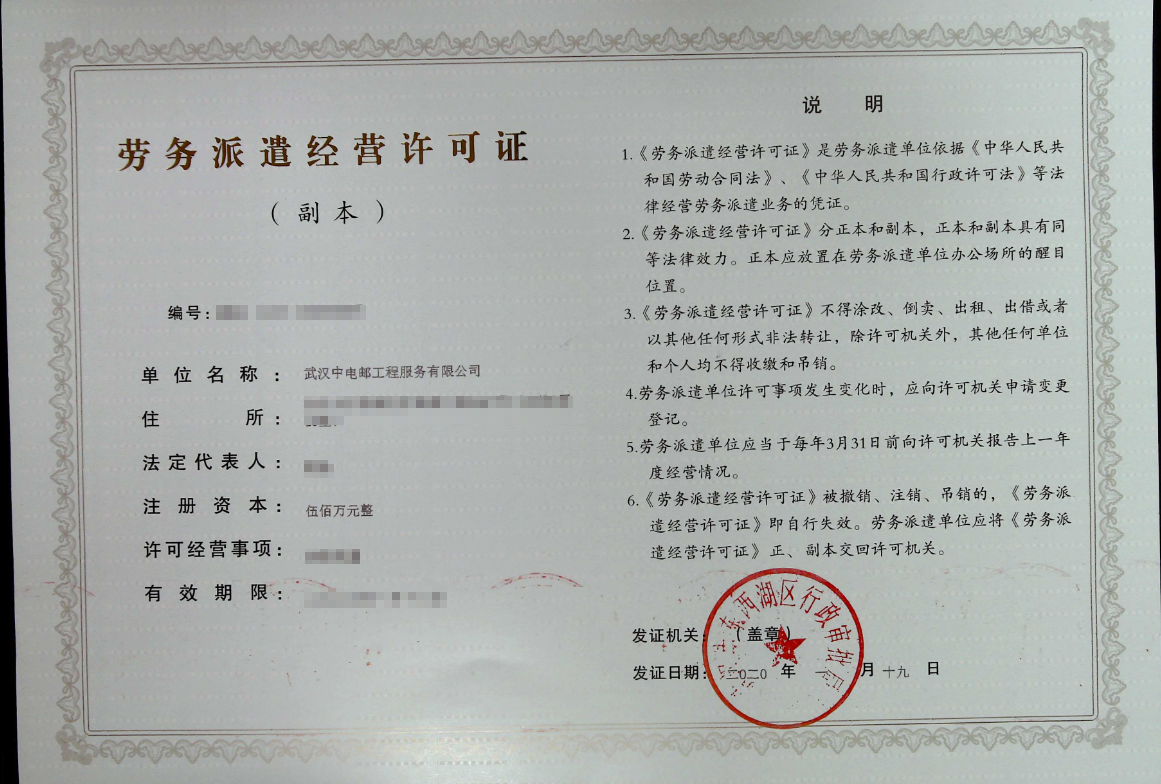 劳务派遣经营许可证
（副本）
编号：
单位名称：武汉中电邮工程服务有限公司
住所：
法定代表人：
注册资本：伍佰万元整
许可经营事项：
有效期限：
说 明
1.《劳务派遣经营许可证》是劳务派遣单位依据《中华人民共
和国劳动合同法》、《中华人民共和国行政许可法》等法
律经营劳务派遣业务的凭证。
2.《劳务派遣经营许可证》分正本和副本，正本和副本具有同
等法律效力。正本应放置在劳务派遣单位办公场所的醒目
位置。
3.《劳务派遣经营许可证》不得涂改、倒卖、出租、出借或者
以其他任何形式非法转让，除许可机关外，其他任何单位
和个人均不得收缴和吊销。
4.劳务派遣单位许可事项发生变化时，应向许可机关申请变更
登记。
5.劳务派遣单位应当于每年3月31日前向许可机关报告上一年
度经营情况。
6.《劳务派遣经营许可证》被撤销、注销、吊销的，《劳务派
遣经营许可证》即自行失效。劳务派遣单位应将《劳务派
遣经营许可证》正、副本交回许可机关。
东西湖区行政审批局
发证机关：（盖章）
发证日期：二〇二〇 年 月 十九 日